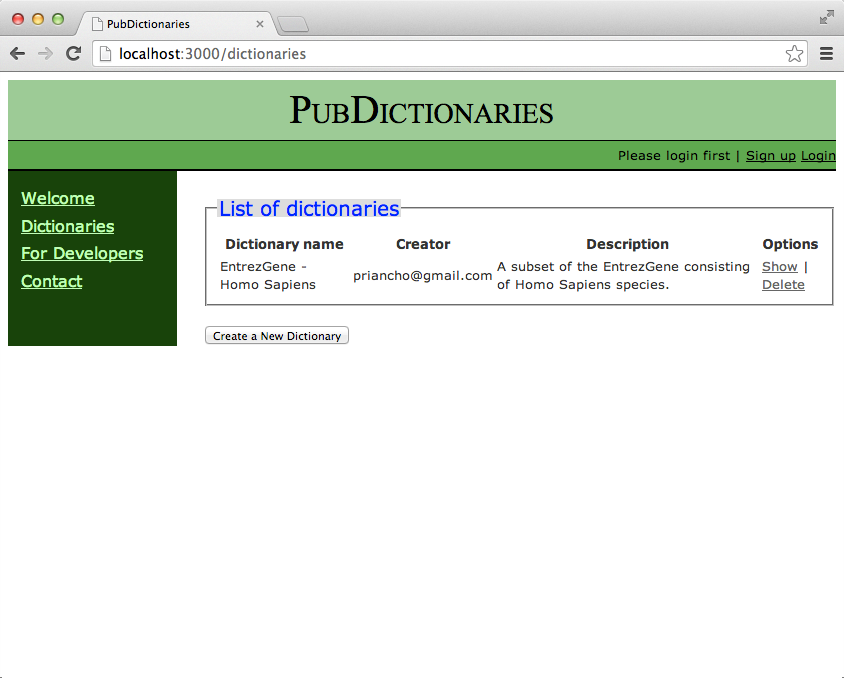 PubDictionaries
localhost:3000/dictionaries
PubDictionaries
Please login first | Sign up Login
Welcome
Dictionaries
For Developers
Contact
List of dictionaries
Dictionary name Creator Description Options
EntrezGene - Homo Sapiens priancho@gmail.com A subset of the EntrezGene consisting of Homo Sapiens species. Show | Delete
Create a New Dictionary